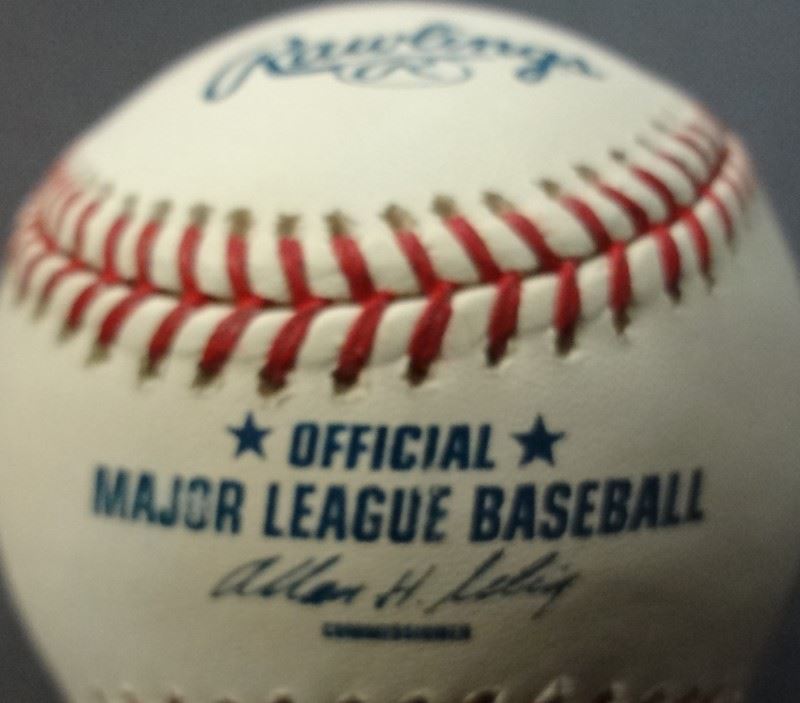 Rawlings
★ OFFICIAL ★
MAJOR LEAGUE BASEBALL
Allan H. Selig
COMMISSIONER